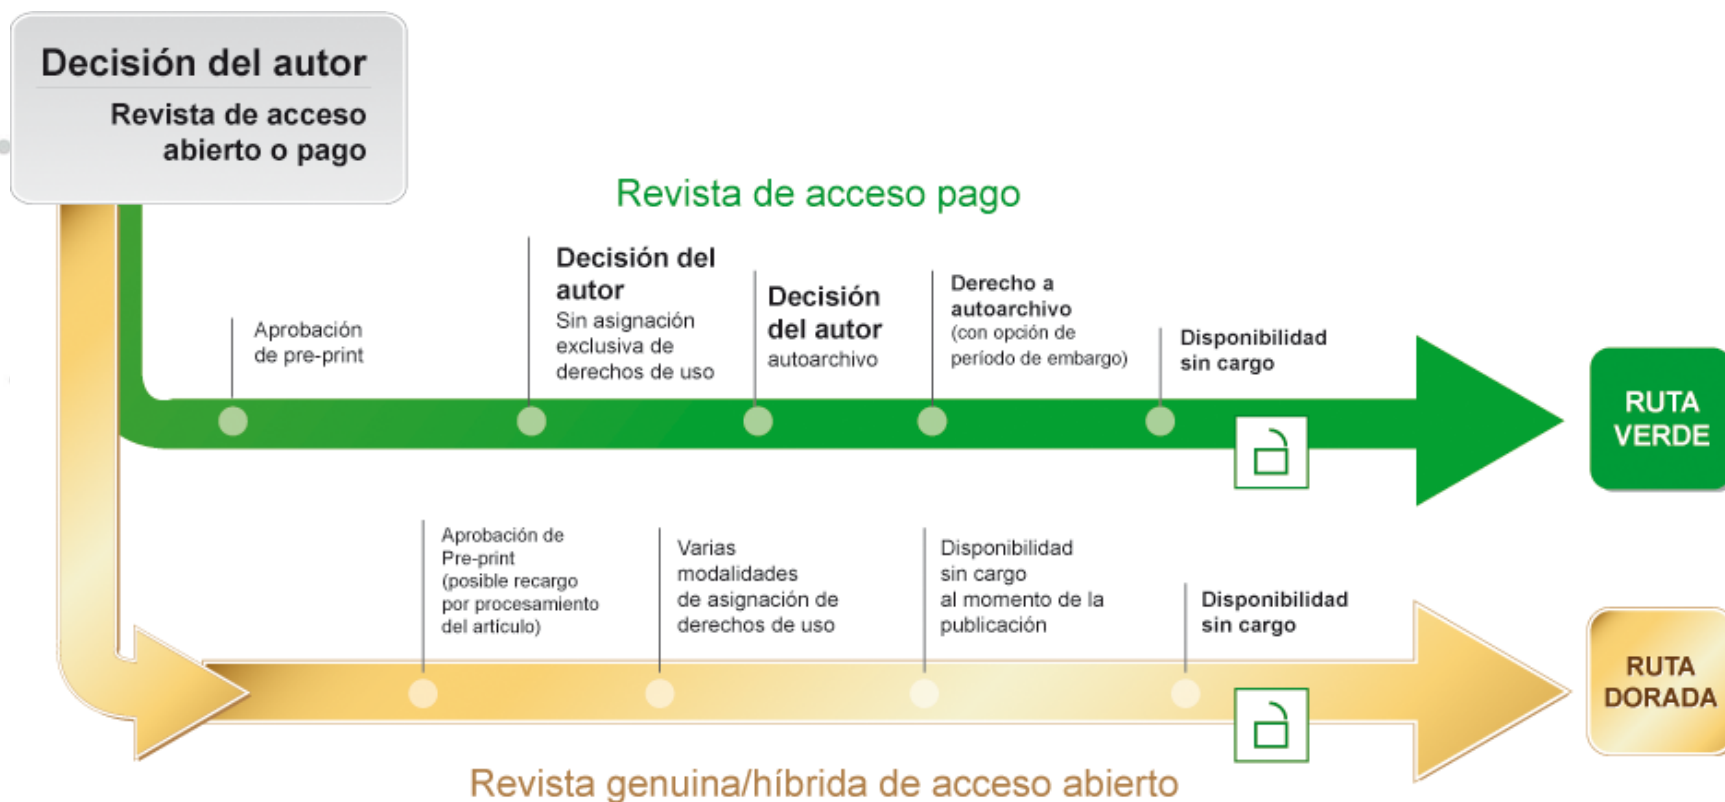 Decisión del autor
Revista de acceso
abierto o pago
Revista de acceso pago
Aprobación
de pre-print
Decisión del
autor
Sin asignación
exclusiva de
derechos de uso
Decisión
del autor
autoarchivo
Derecho a
autoarchivo
(con opción de
período de embargo)
Disponibilidad
sin cargo
RUTA
VERDE
Aprobación de
Pre-print
(posible recargo
por procesamiento
del artículo)
Varias
modalidades
de asignación de
derechos de uso
Disponibilidad
sin cargo
al momento de la
publicación
Disponibilidad
sin cargo
RUTA
DORADA
Revista genuina/híbrida de acceso abierto